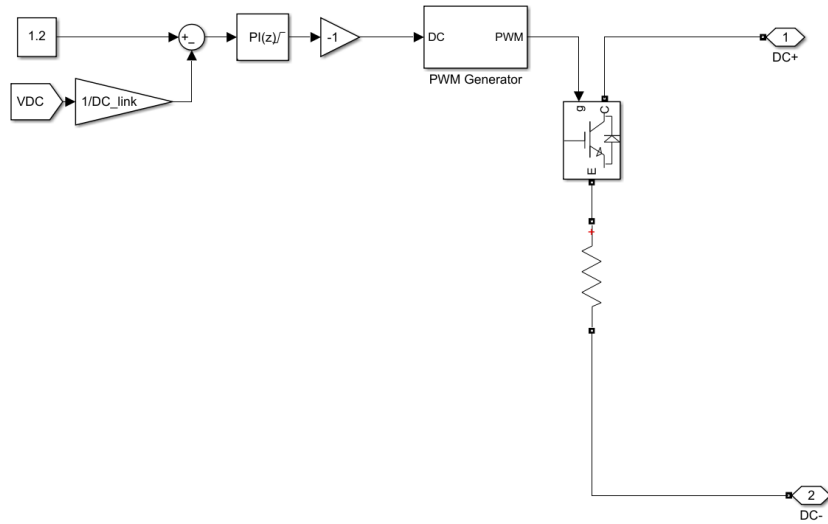 1.2
+
−
PI(z)
-1
DC
PWM
PWM Generator
VDC
1/DC_link
1
DC+
g
C
E
+
2
DC-